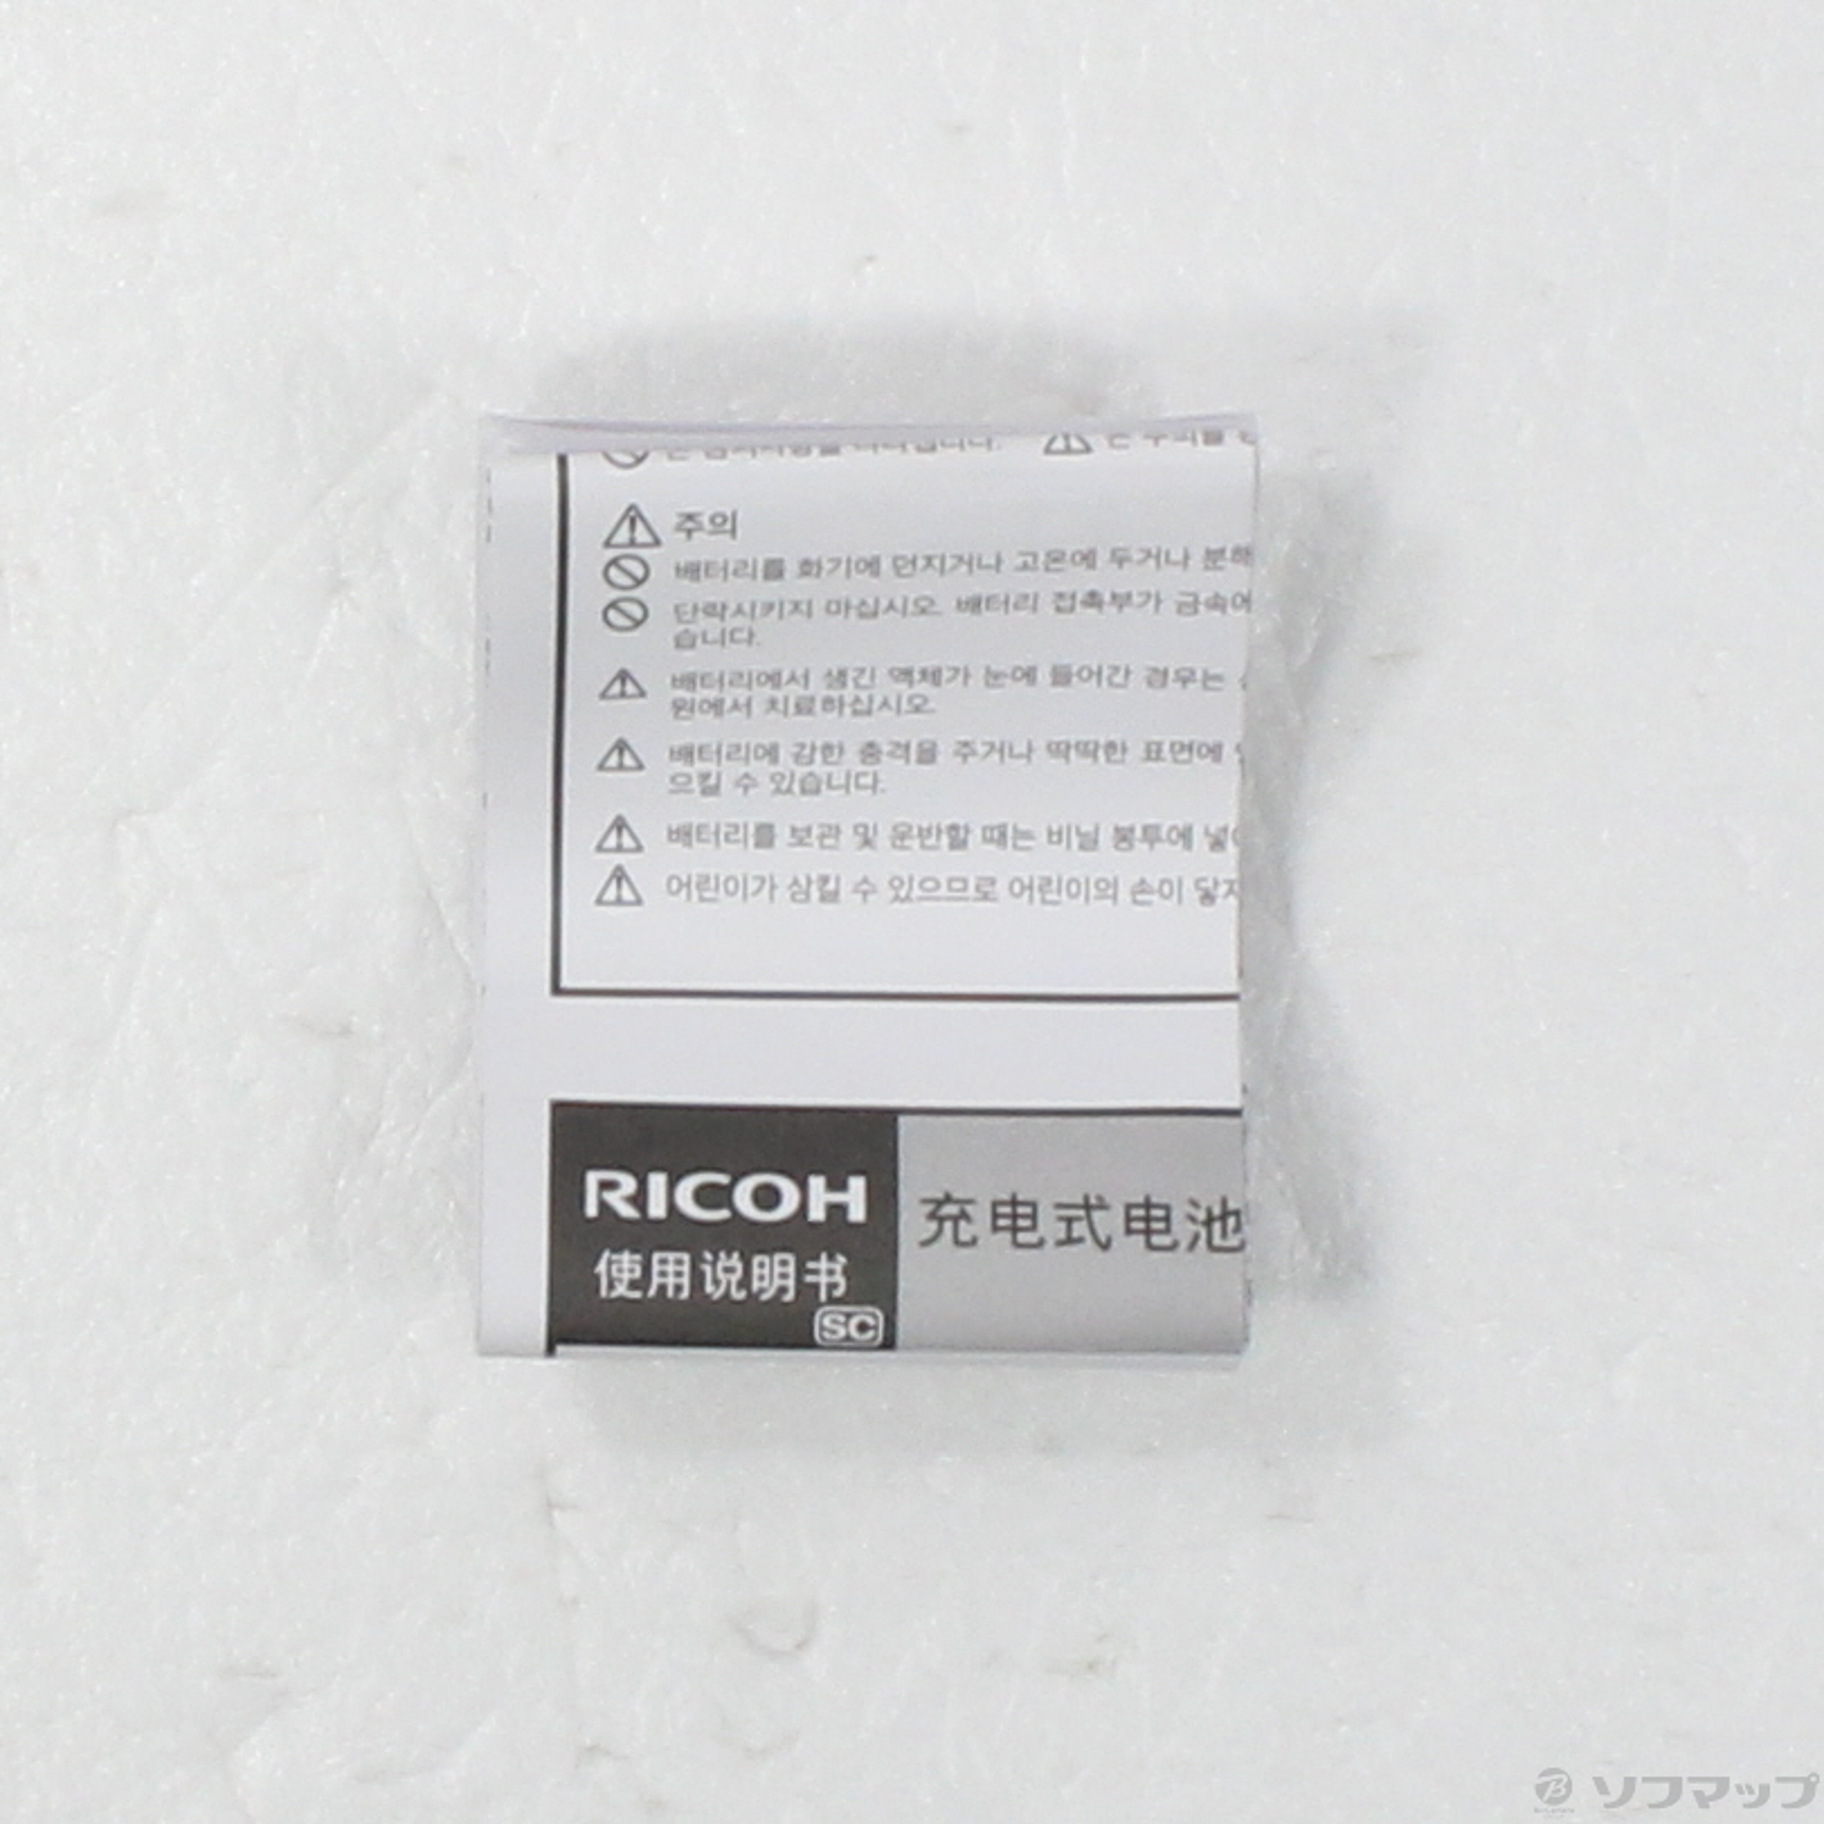 주의
배터리를 화기에 던지거나 고온에 두거나 분해
단락시키지 마십시오. 배터리 접촉부가 금속에
습니다.
배터리에서 생긴 액체가 눈에 들어간 경우는
원에서 치료하십시오.
배터리에 강한 충격을 주거나 딱딱한 표면에
으킬 수 있습니다.
배터리를 보관 및 운반할 때는 비닐 봉투에 넣
어린이가 삼킬 수 있으므로 어린이의 손이 닿지
RICOH
使用说明书
SC
充电式电池
ソフマップ